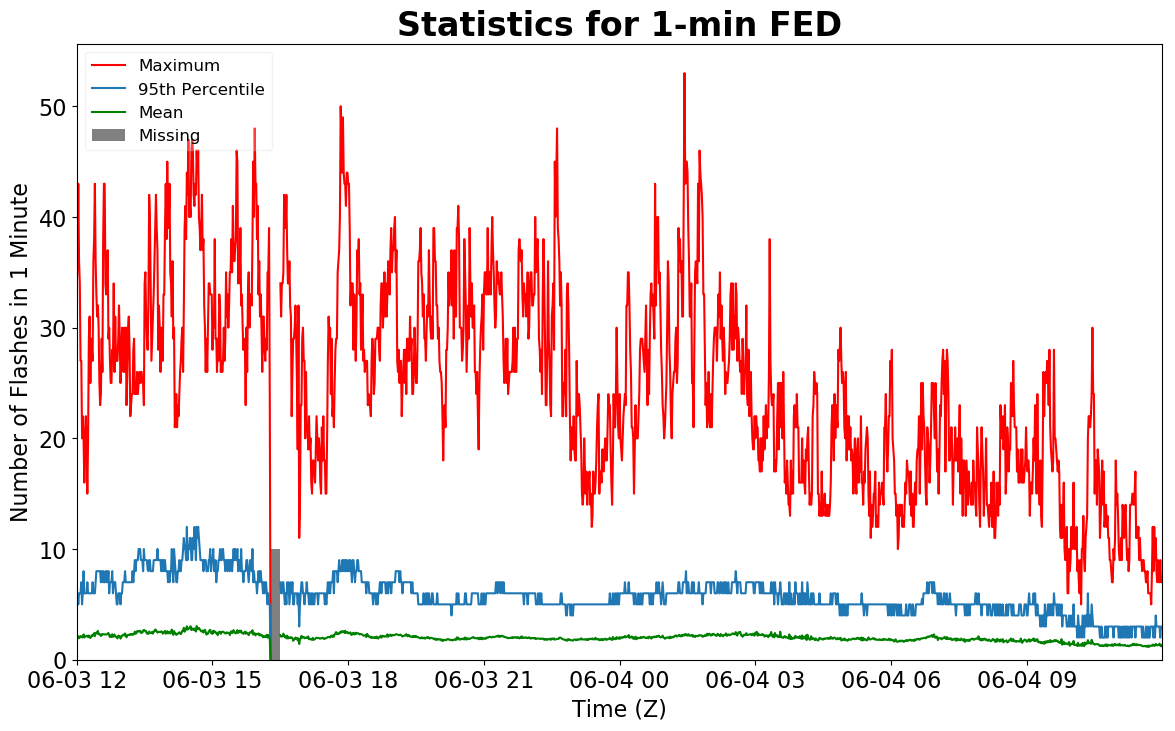 Statistics for 1-min FED
Number of Flashes in 1 Minute
50
40
30
20
10
0
Maximum
95th Percentile
Mean
Missing
06-03 12
06-03 15
06-03 18
06-03 21
06-04 00
06-04 03
06-04 06
06-04 09
Time (Z)